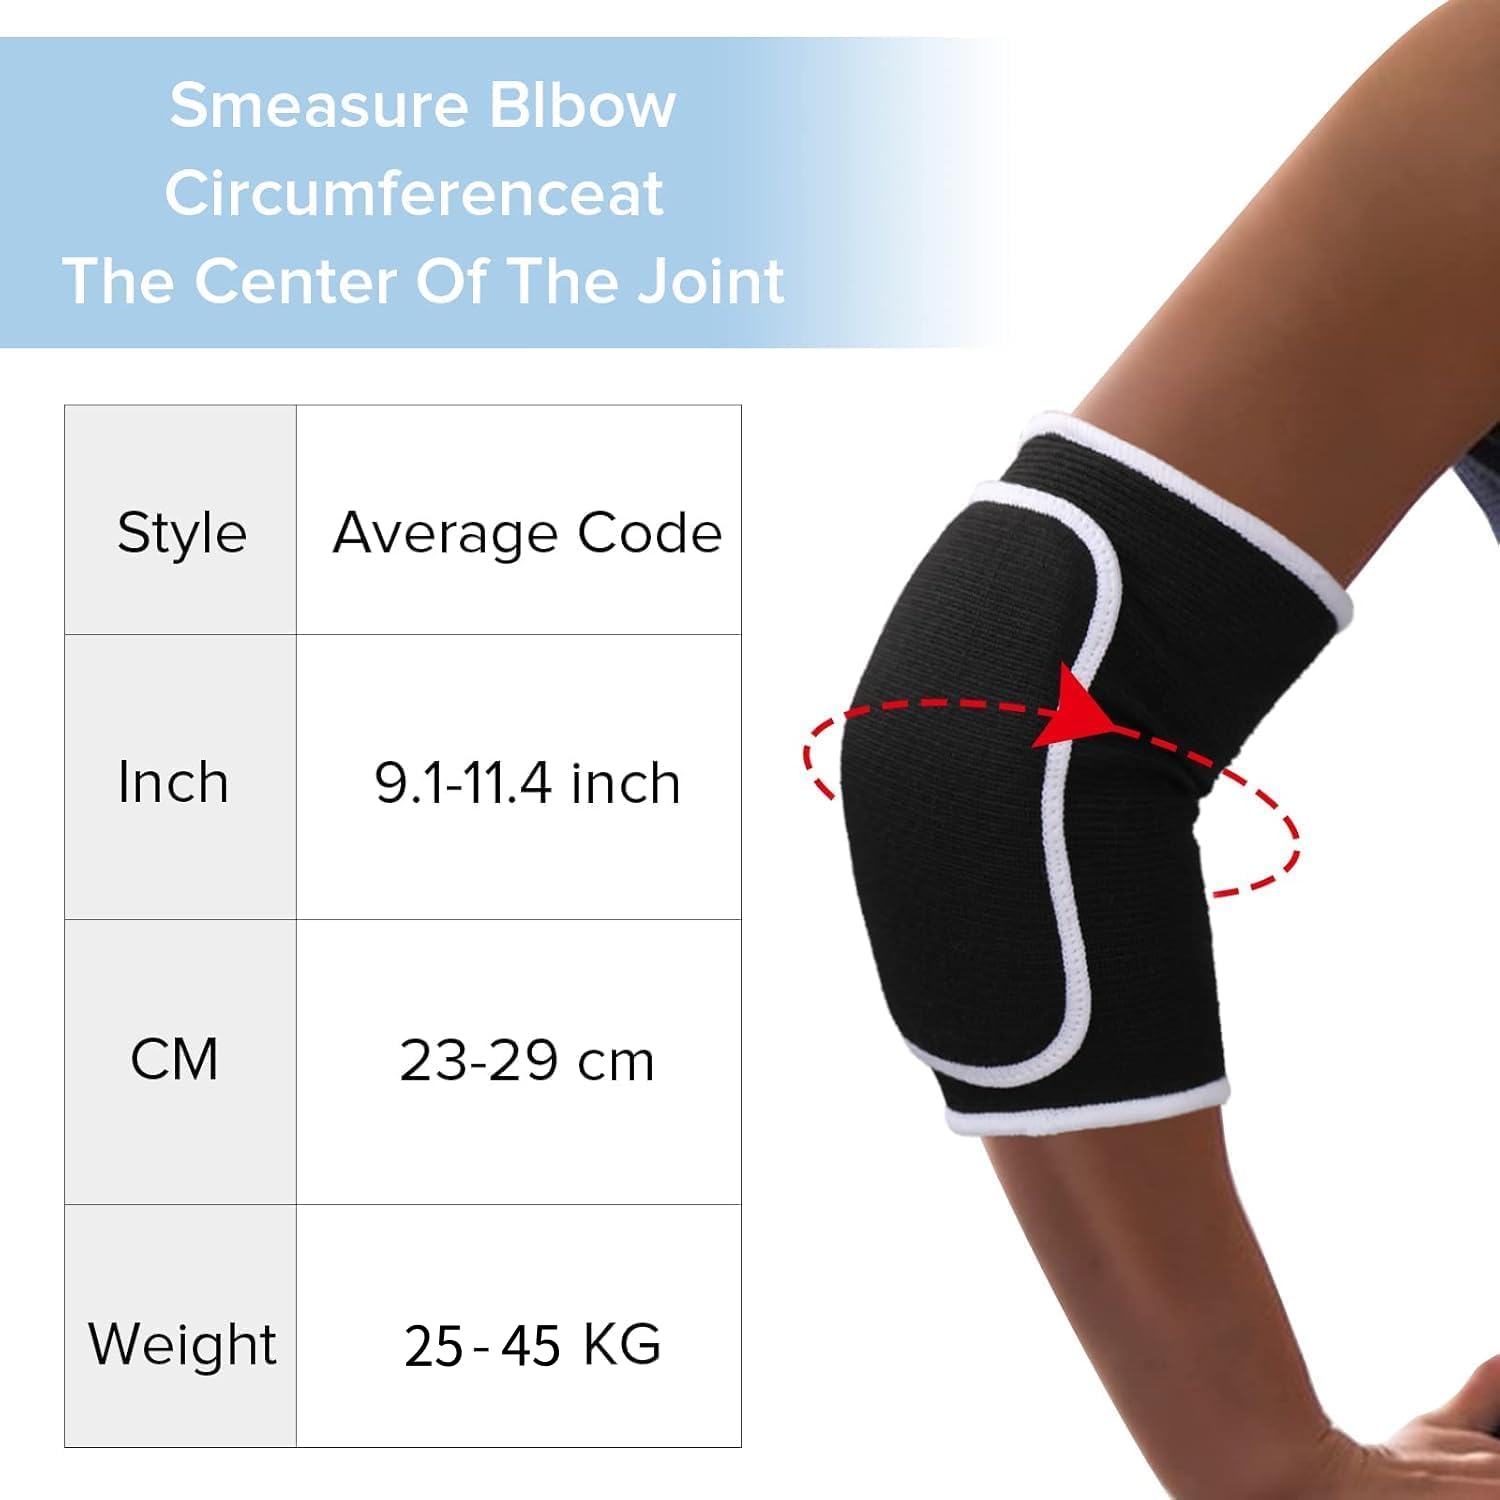 Smeasure Blbow
Circumferenceat
The Center Of The Joint
Style Average Code
Inch 9.1-11.4 inch
CM 23-29 cm
Weight 25-45 KG